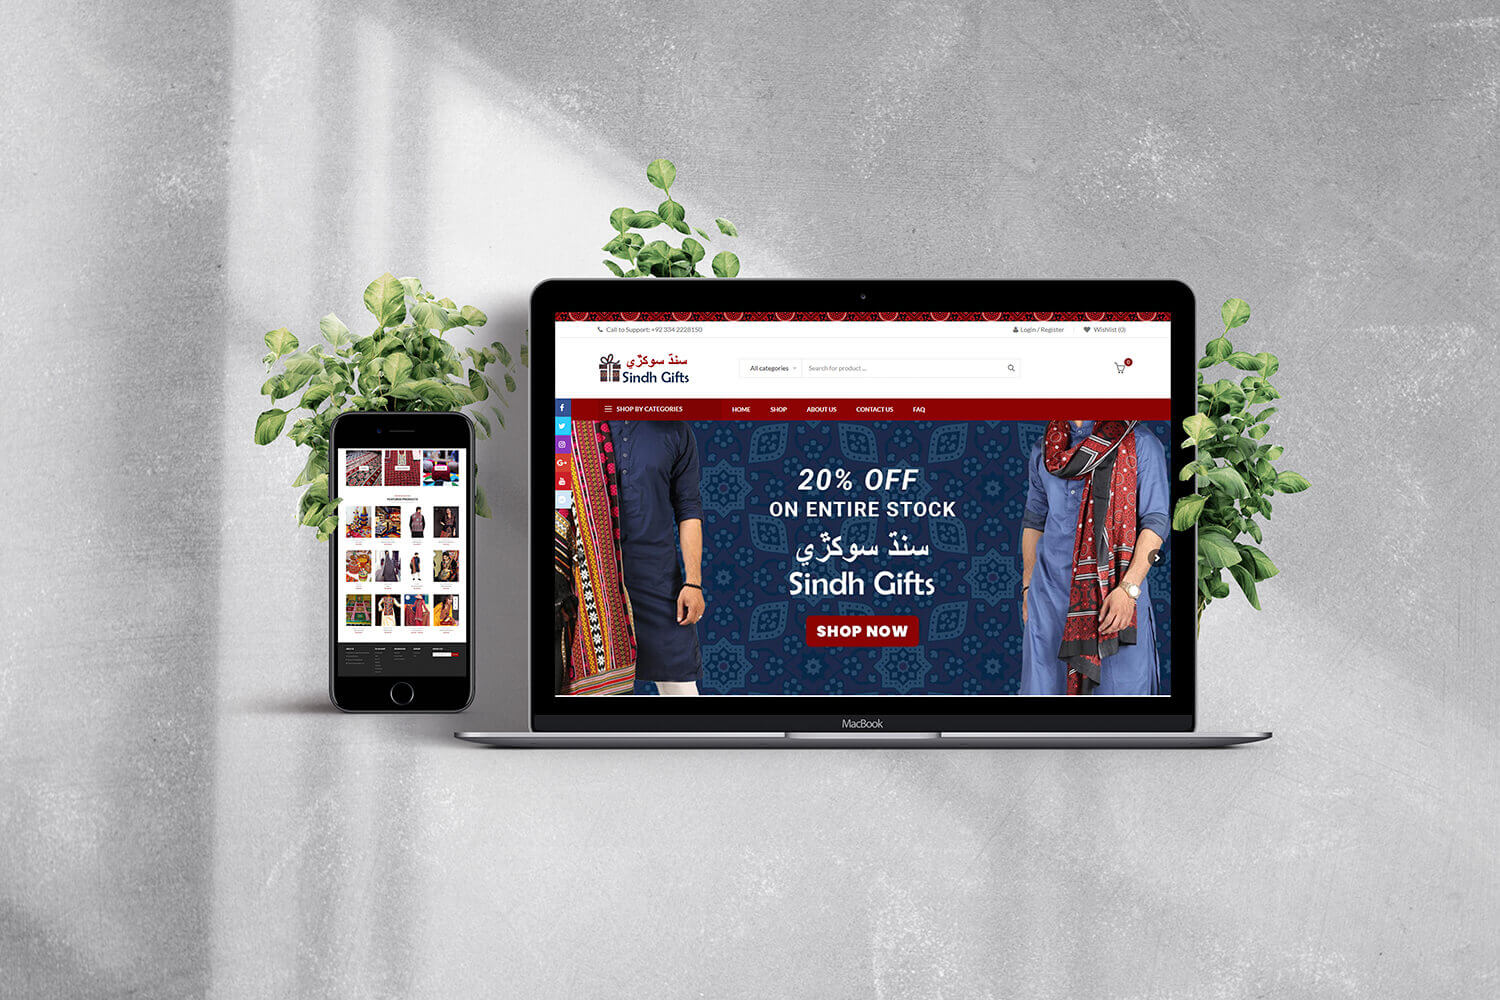 Call to Support: +92 334 2228150
Login / Register
Wishlist (0)
سنڌ سوکڙي
Sindh Gifts
All categories
Search for product ...
0
SHOP BY CATEGORIES
HOME
SHOP
ABOUT US
CONTACT US
FAQ
20% OFF
ON ENTIRE STOCK
سنڌ سوکڙي
Sindh Gifts
SHOP NOW
FEATURED PRODUCTS
MacBook